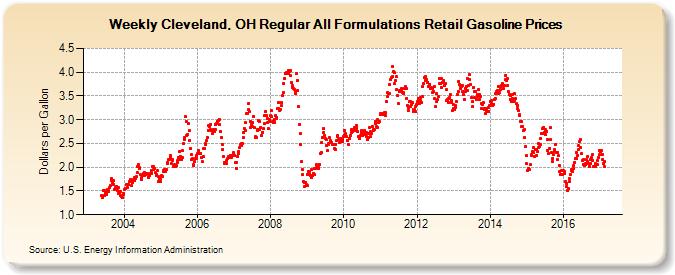 Weekly Cleveland, OH Regular All Formulations Retail Gasoline Prices
Dollars per Gallon
4.5
4.0
3.5
3.0
2.5
2.0
1.5
1.0
2004 2006 2008 2010 2012 2014 2016
Source: U.S. Energy Information Administration